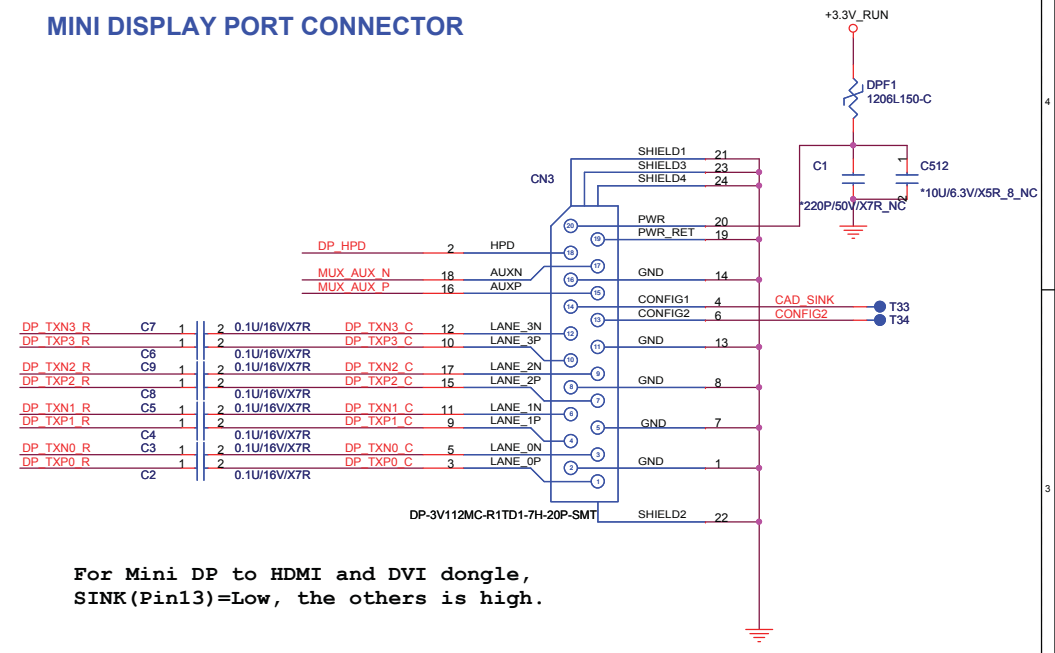 MINI DISPLAY PORT CONNECTOR
+3.3V_RUN
DPF1
1206L150-C
4
C1
1
C512
2
*220P/50V/X7R_NC
*10U/6.3V/X5R_8_NC
CN3
SHIELD1 21
SHIELD3 23
SHIELD4 24
20 PWR 20
19 PWR_RET 19
DP_HPD 2 HPD 18
17
MUX_AUX_N 18 AUXN 16 GND 14
MUX_AUX_P 16 AUXP 15
14 CONFIG1 4 CAD_SINK T33
13 CONFIG2 6 CONFIG2 T34
DP_TXN3_R C7 1 2 0.1U/16V/X7R DP_TXN3_C 12 LANE_3N 12
DP_TXP3_R 1 2 DP_TXP3_C 10 LANE_3P 11 GND 13
C6 0.1U/16V/X7R 10
DP_TXN2_R C9 1 2 0.1U/16V/X7R DP_TXN2_C 17 LANE_2N 9
DP_TXP2_R 1 2 DP_TXP2_C 15 LANE_2P 8 GND 8
C8 0.1U/16V/X7R 7
DP_TXN1_R C5 1 2 0.1U/16V/X7R DP_TXN1_C 11 LANE_1N 6
DP_TXP1_R 1 2 DP_TXP1_C 9 LANE_1P 5 GND 7
C4 0.1U/16V/X7R 4
DP_TXN0_R C3 1 2 0.1U/16V/X7R DP_TXN0_C 5 LANE_0N 3
DP_TXP0_R 1 2 DP_TXP0_C 3 LANE_0P 2 GND 1
C2 0.1U/16V/X7R 1
3
DP-3V112MC-R1TD1-7H-20P-SMT SHIELD2 22
For Mini DP to HDMI and DVI dongle,
SINK(Pin13)=Low, the others is high.